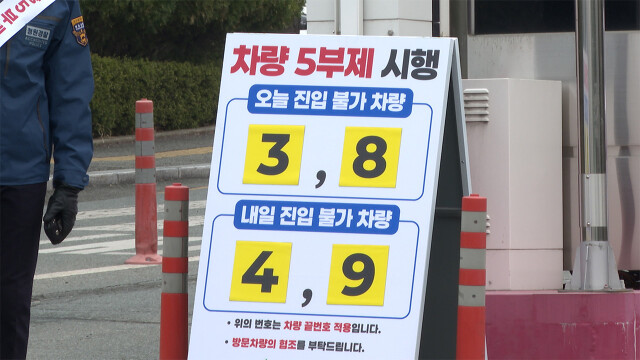 차량 5부제 시행
오늘 진입 불가 차량
3, 8
내일 진입 불가 차량
4, 9
• 위의 번호는 차량 끝번호 적용입니다.
• 방문차량의 협조를 부탁드립니다.